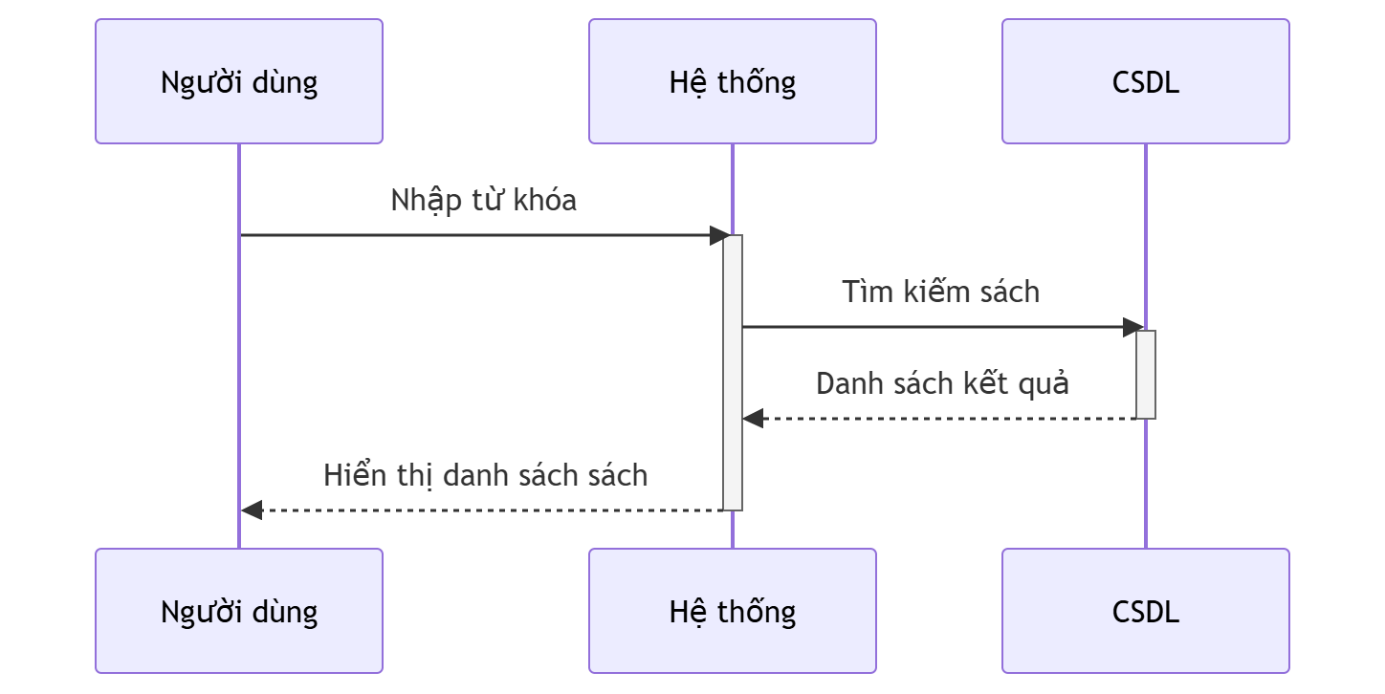 Người dùng
Hệ thống
CSDL
Nhập từ khóa
Tìm kiếm sách
Danh sách kết quả
Hiển thị danh sách sách
Người dùng
Hệ thống
CSDL